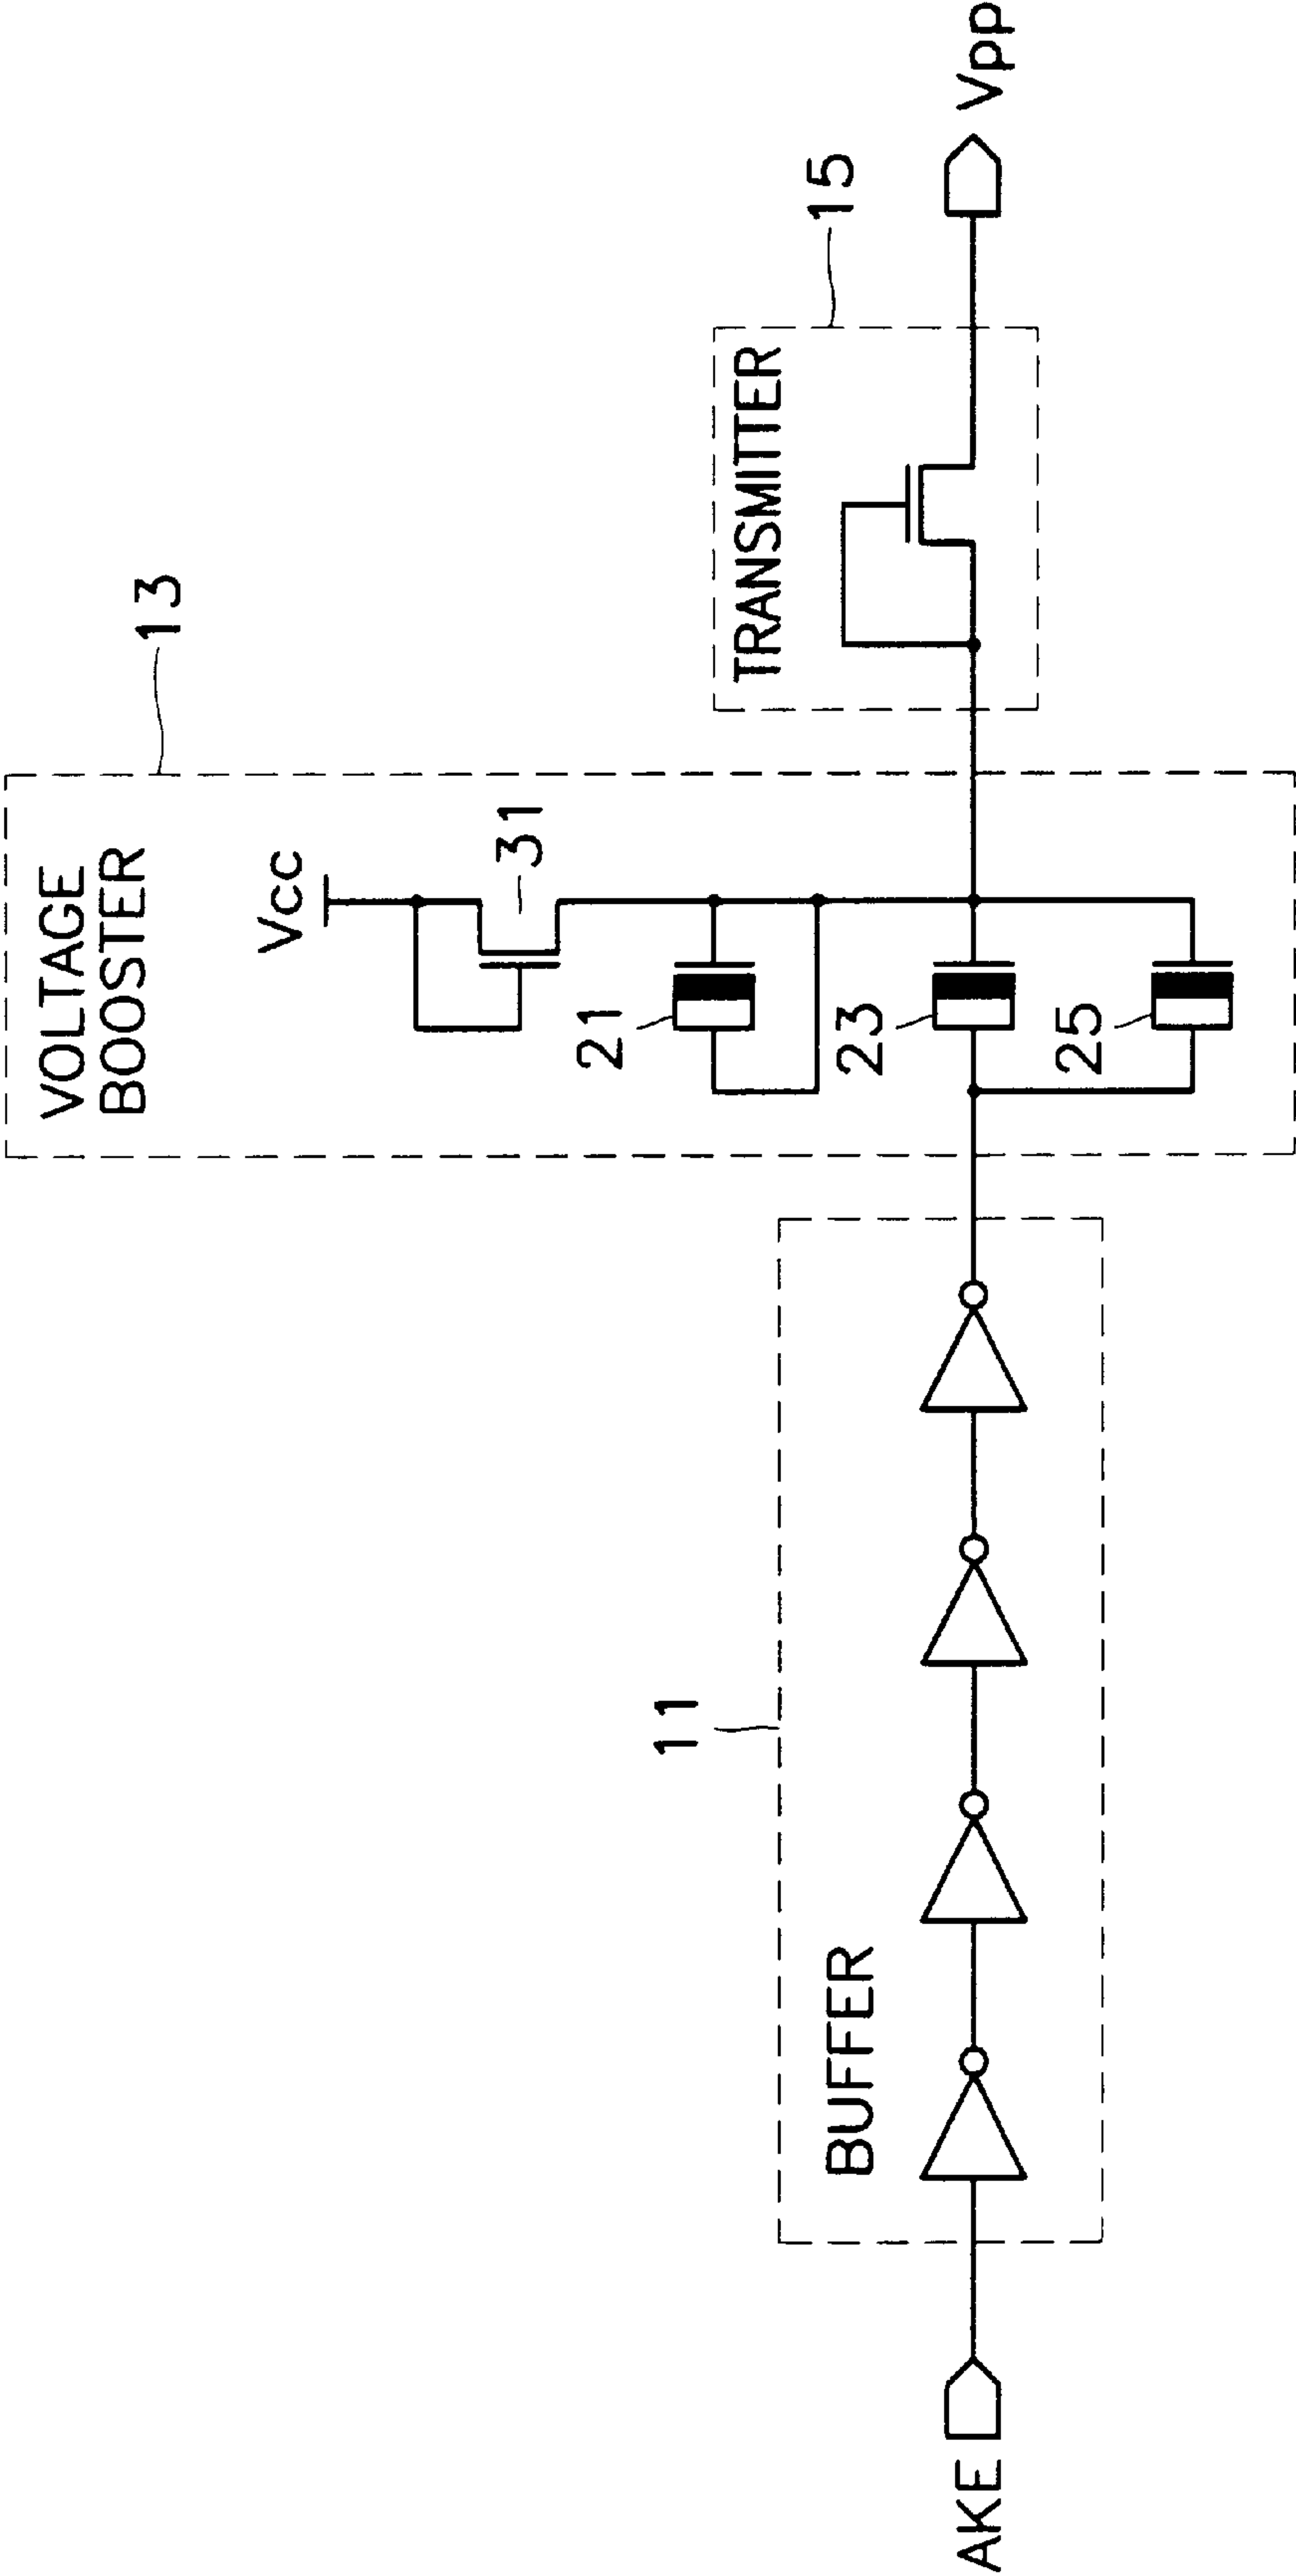 VOLTAGE
BOOSTER
13
Vcc
31
21
23
25
TRANSMITTER
15
Vpp
11
BUFFER
AKE